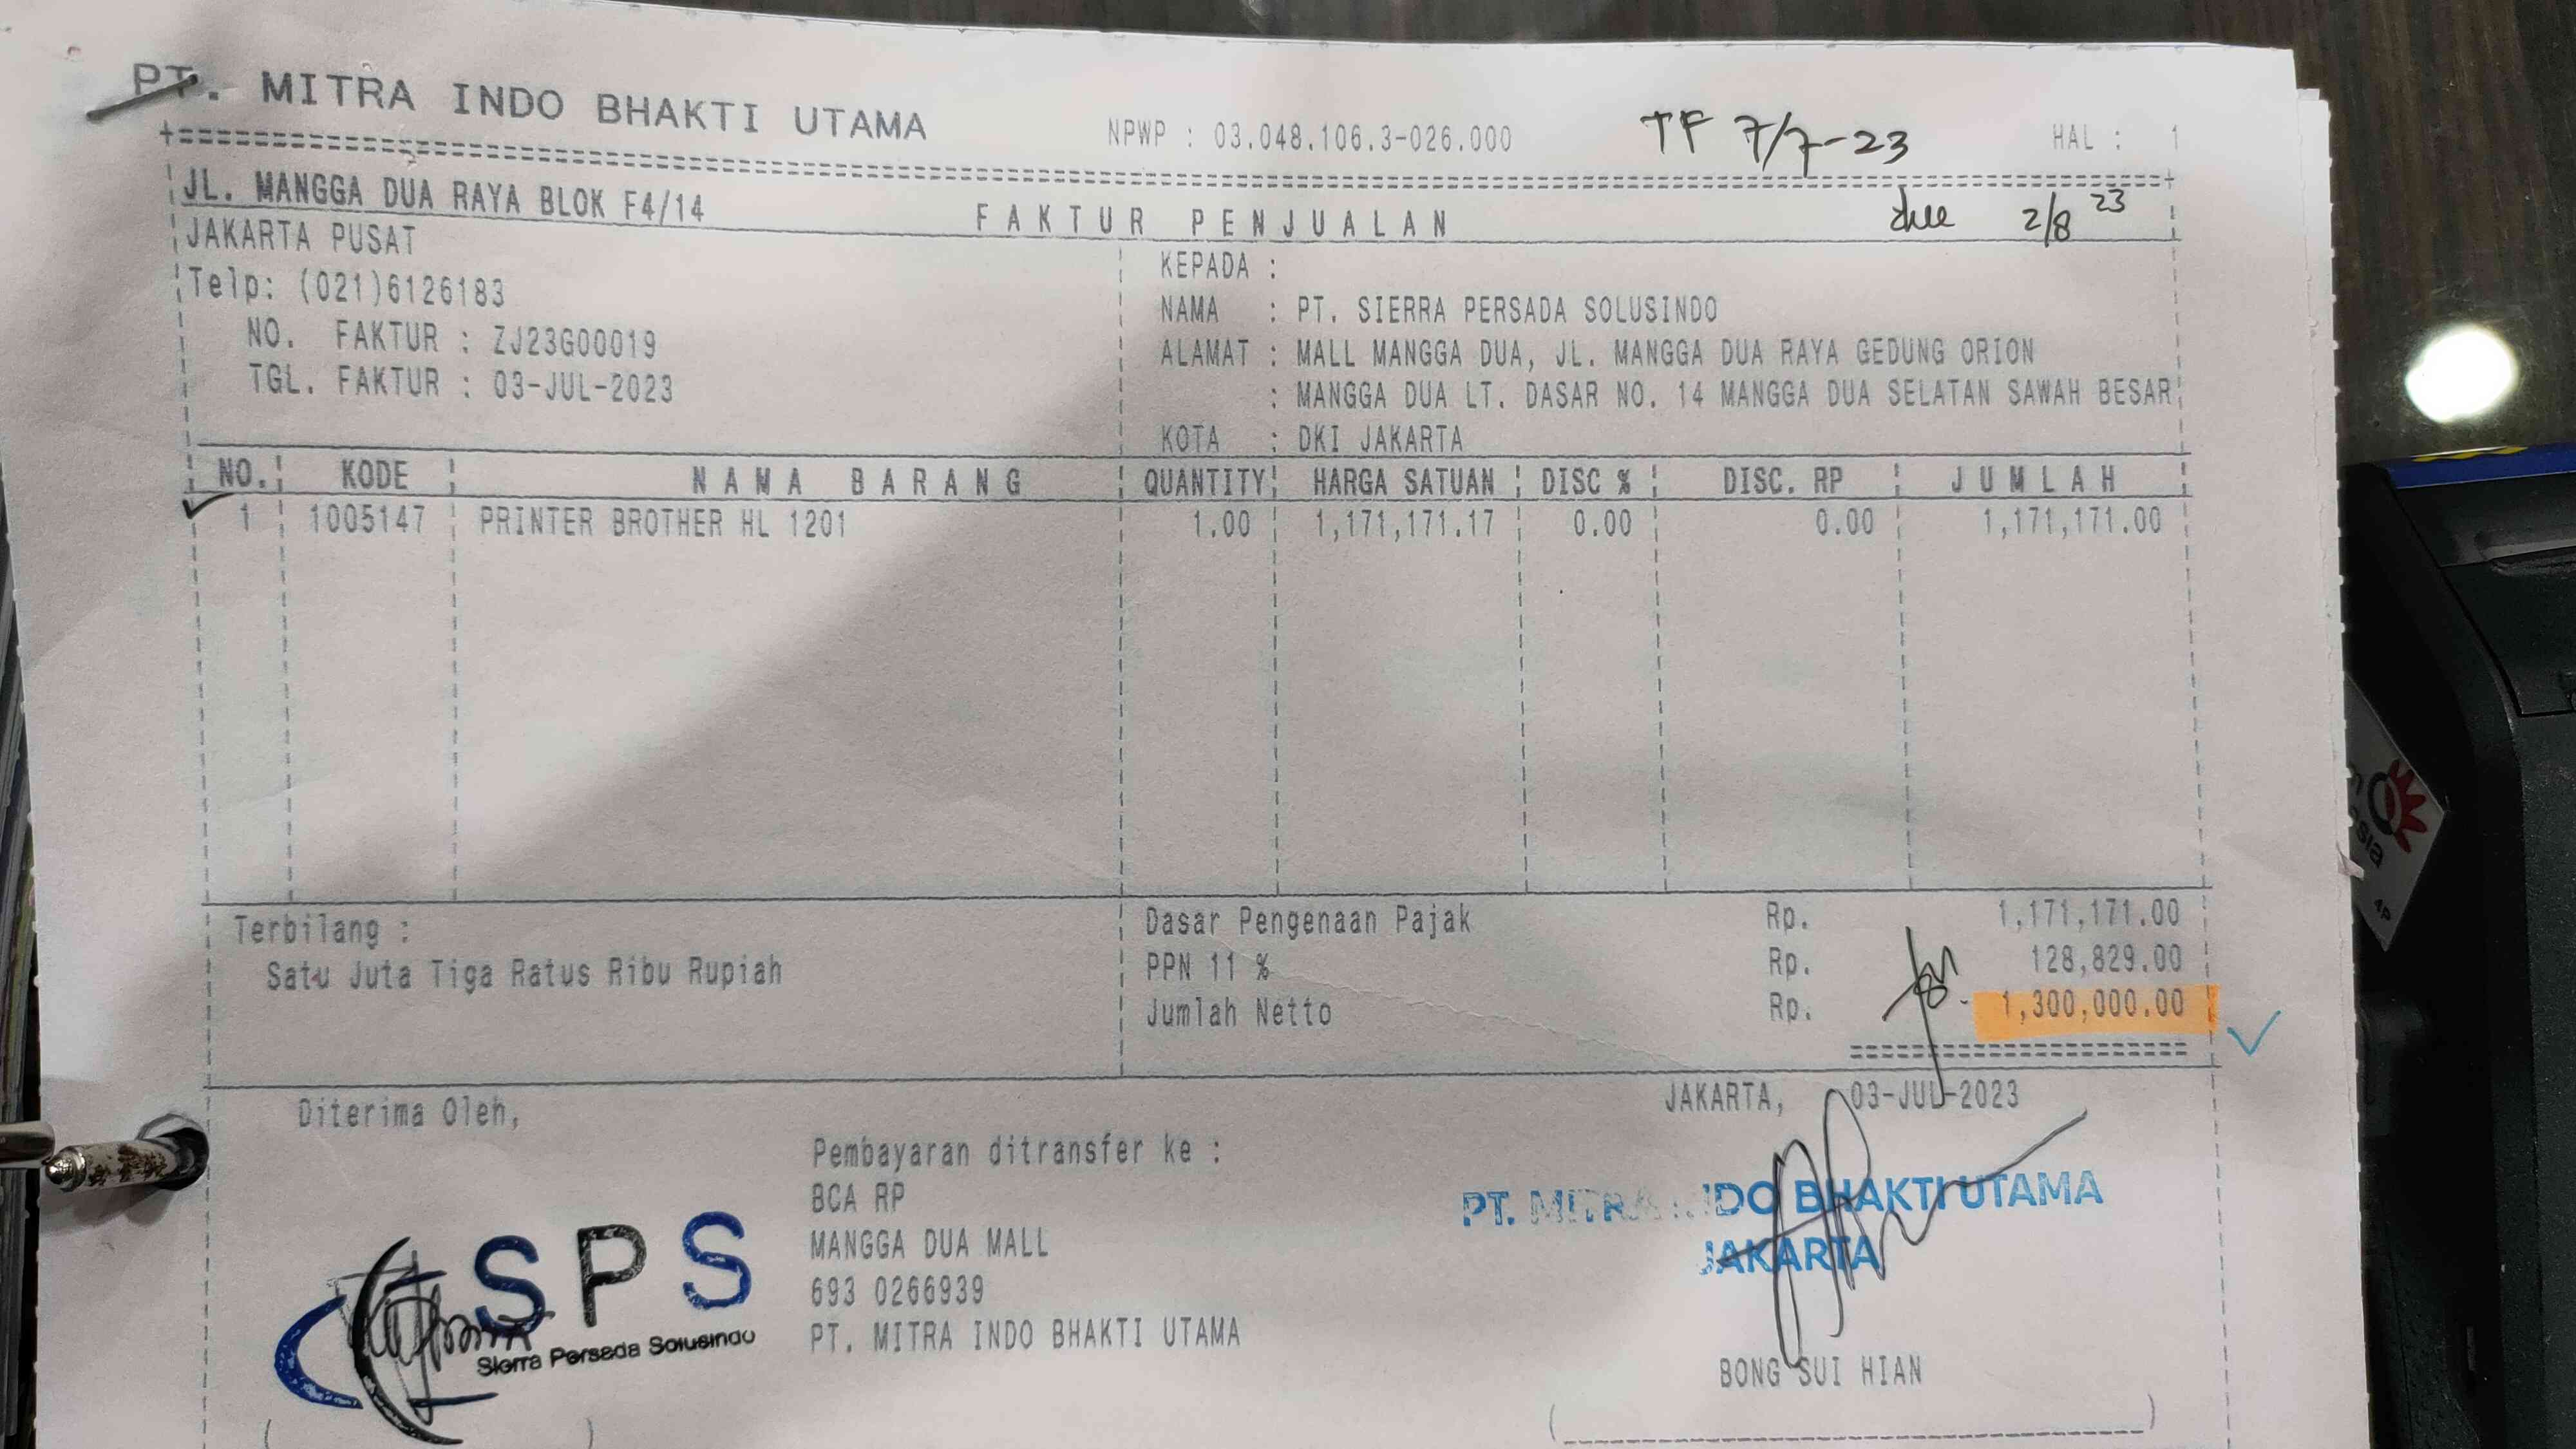 PT. MITRA INDO BHAKTI UTAMA
NPWP : 03.048.106.3-026.000
TF 7/7-23
HAL : 1
JL. MANGGA DUA RAYA BLOK F4/14
FAKTUR PENJUALAN
due 2/8 23
JAKARTA PUSAT
Telp: (021)6126183
NO. FAKTUR : ZJ23G00019
TGL. FAKTUR : 03-JUL-2023
KEPADA :
NAMA : PT. SIERRA PERSADA SOLUSINDO
ALAMAT : MALL MANGGA DUA, JL. MANGGA DUA RAYA GEDUNG ORION
: MANGGA DUA LT. DASAR NO. 14 MANGGA DUA SELATAN SAWAH BESAR
KOTA : DKI JAKARTA
NO. KODE NAMA BARANG QUANTITY HARGA SATUAN DISC % DISC. RP JUMLAH
1 1005147 PRINTER BROTHER HL 1201 1.00 1,171,171.17 0.00 0.00 1,171,171.00
Terbilang :
Satu Juta Tiga Ratus Ribu Rupiah
Dasar Pengenaan Pajak Rp. 1,171,171.00
PPN 11 % Rp. 128,829.00
Jumlah Netto Rp. 1,300,000.00
JAKARTA, 03-JUL-2023
Diterima Oleh,
Pembayaran ditransfer ke :
BCA RP
MANGGA DUA MALL
693 0266939
PT. MITRA INDO BHAKTI UTAMA
SPS
Sierra Persada Solusindo
PT. MITRA INDO BHAKTI UTAMA
JAKARTA
BONG SUI HIAN